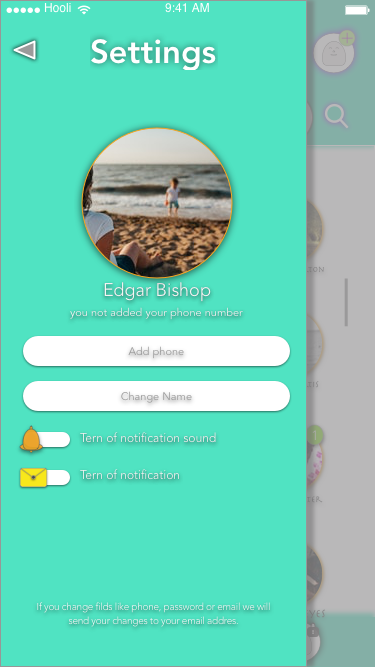 Hooli 9:41 AM
Settings
Edgar Bishop
you not added your phone number
Add phone
Change Name
Tern of notification sound
Tern of notification
If you change filds like phone, password or email we will
send your changes to your email addres.